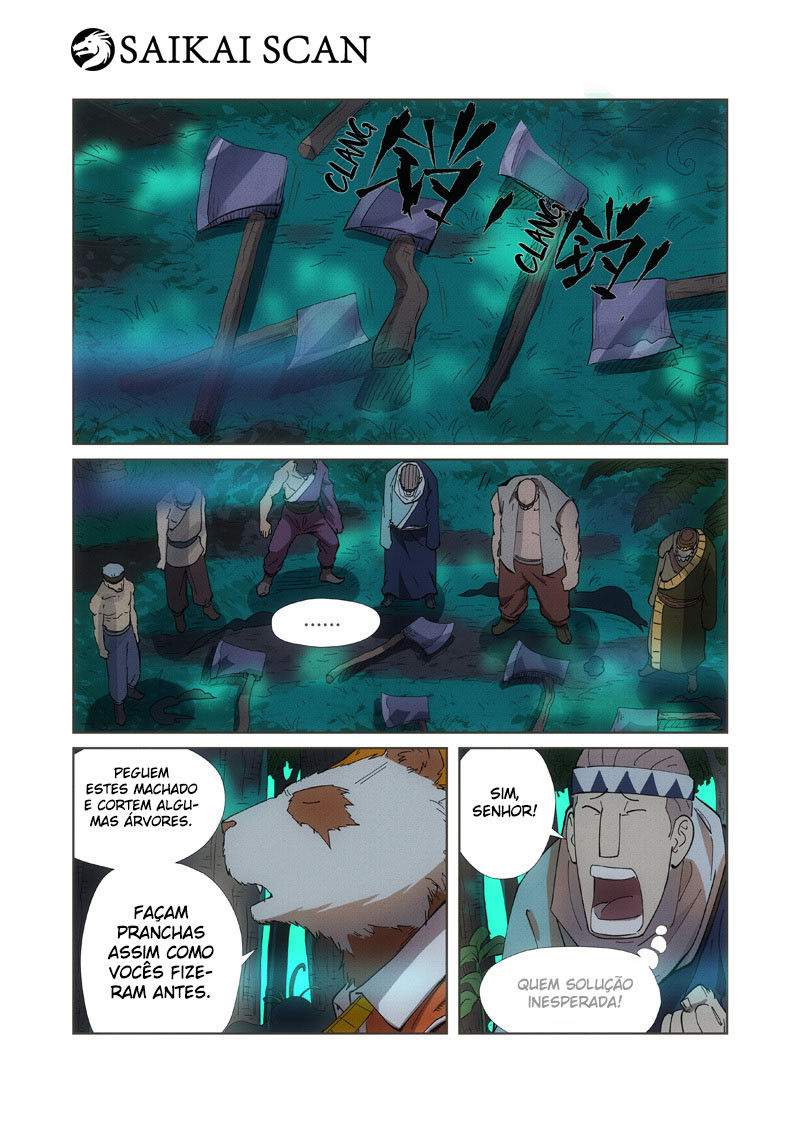 SAIKAI SCAN
CLANG
CLANG
......
PEGUEM
ESTES MACHADO
E CORTEM ALGU-
MAS ÁRVORES.
FAÇAM
PRANCHAS
ASSIM COMO
VOCÊS FIZE-
RAM ANTES.
SIM,
SENHOR!
QUEM SOLUÇÃO
INESPERADA!